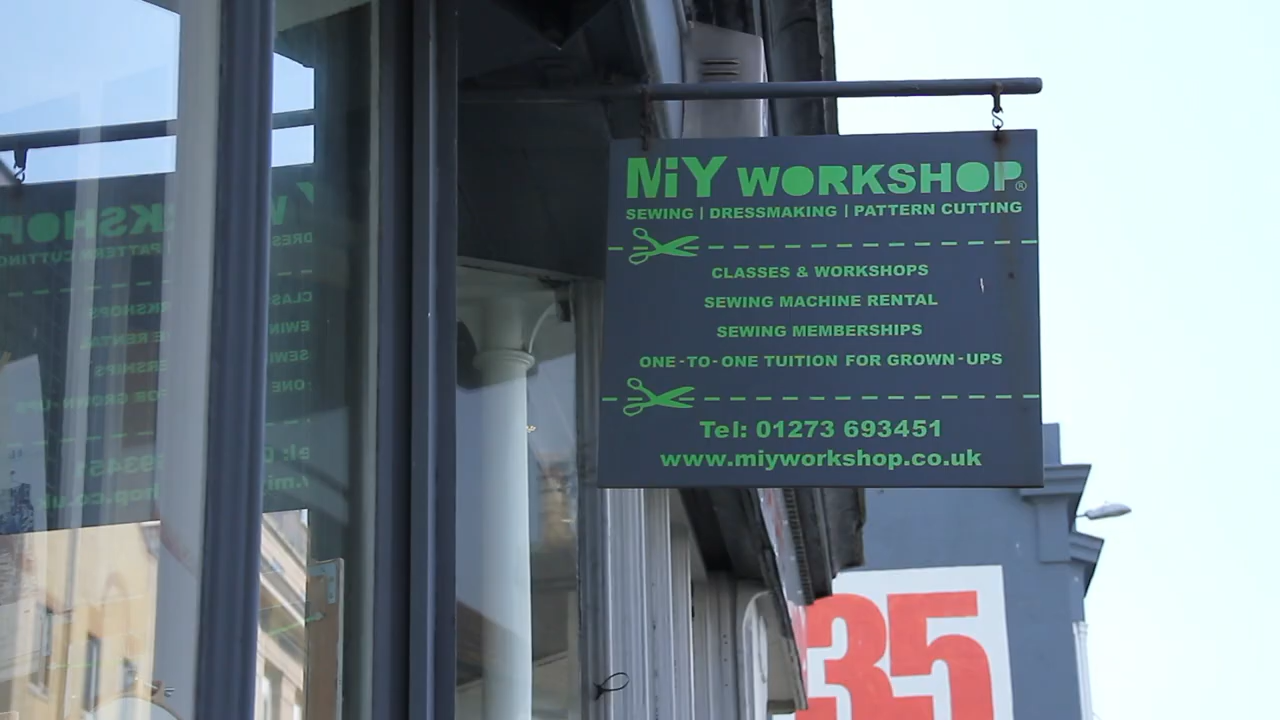 MiY WORKSHOP®
SEWING | DRESSMAKING | PATTERN CUTTING
CLASSES & WORKSHOPS
SEWING MACHINE RENTAL
SEWING MEMBERSHIPS
ONE-TO-ONE TUITION FOR GROWN-UPS
Tel: 01273 693451
www.miyworkshop.co.uk
35